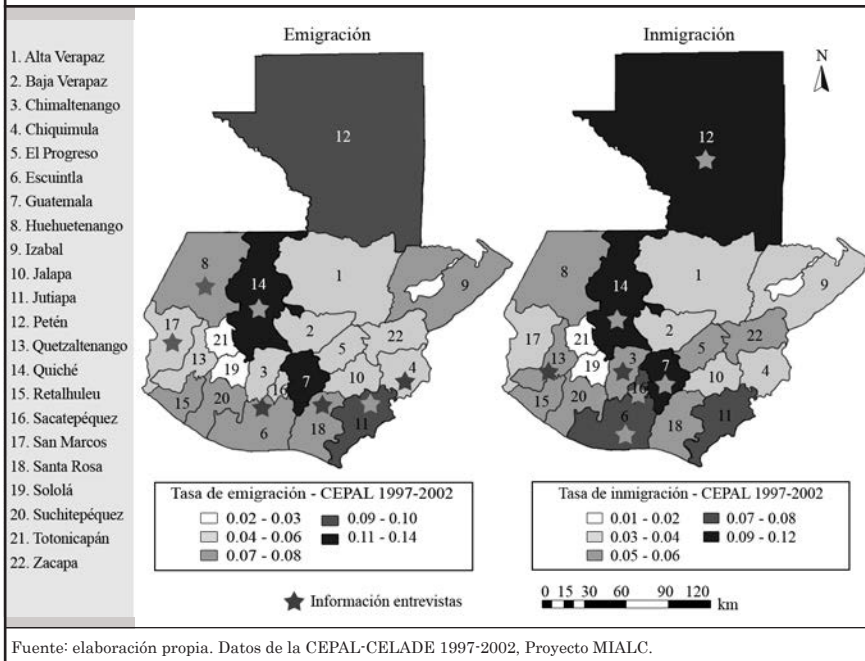 Emigración
Inmigración
N
1. Alta Verapaz
2. Baja Verapaz
3. Chimaltenango
4. Chiquimula
5. El Progreso
6. Escuintla
7. Guatemala
8. Huehuetenango
9. Izabal
10. Jalapa
11. Jutiapa
12. Petén
13. Quetzaltenango
14. Quiché
15. Retalhuleu
16. Sacatepéquez
17. San Marcos
18. Santa Rosa
19. Sololá
20. Suchitepéquez
21. Totonicapán
22. Zacapa
12
8
14
1
9
17
21
2
22
13
5
19
3
4
16
7
10
15
20
6
18
11
12
8
14
1
9
17
21
2
22
13
5
19
3
4
16
7
10
15
20
6
18
11
Tasa de emigración - CEPAL 1997-2002
0.02 - 0.03
0.09 - 0.10
0.04 - 0.06
0.11 - 0.14
0.07 - 0.08
Tasa de inmigración - CEPAL 1997-2002
0.01 - 0.02
0.07 - 0.08
0.03 - 0.04
0.09 - 0.12
0.05 - 0.06
Información entrevistas
0 15 30 60 90 120
km
Fuente: elaboración propia. Datos de la CEPAL-CELADE 1997-2002, Proyecto MIALC.